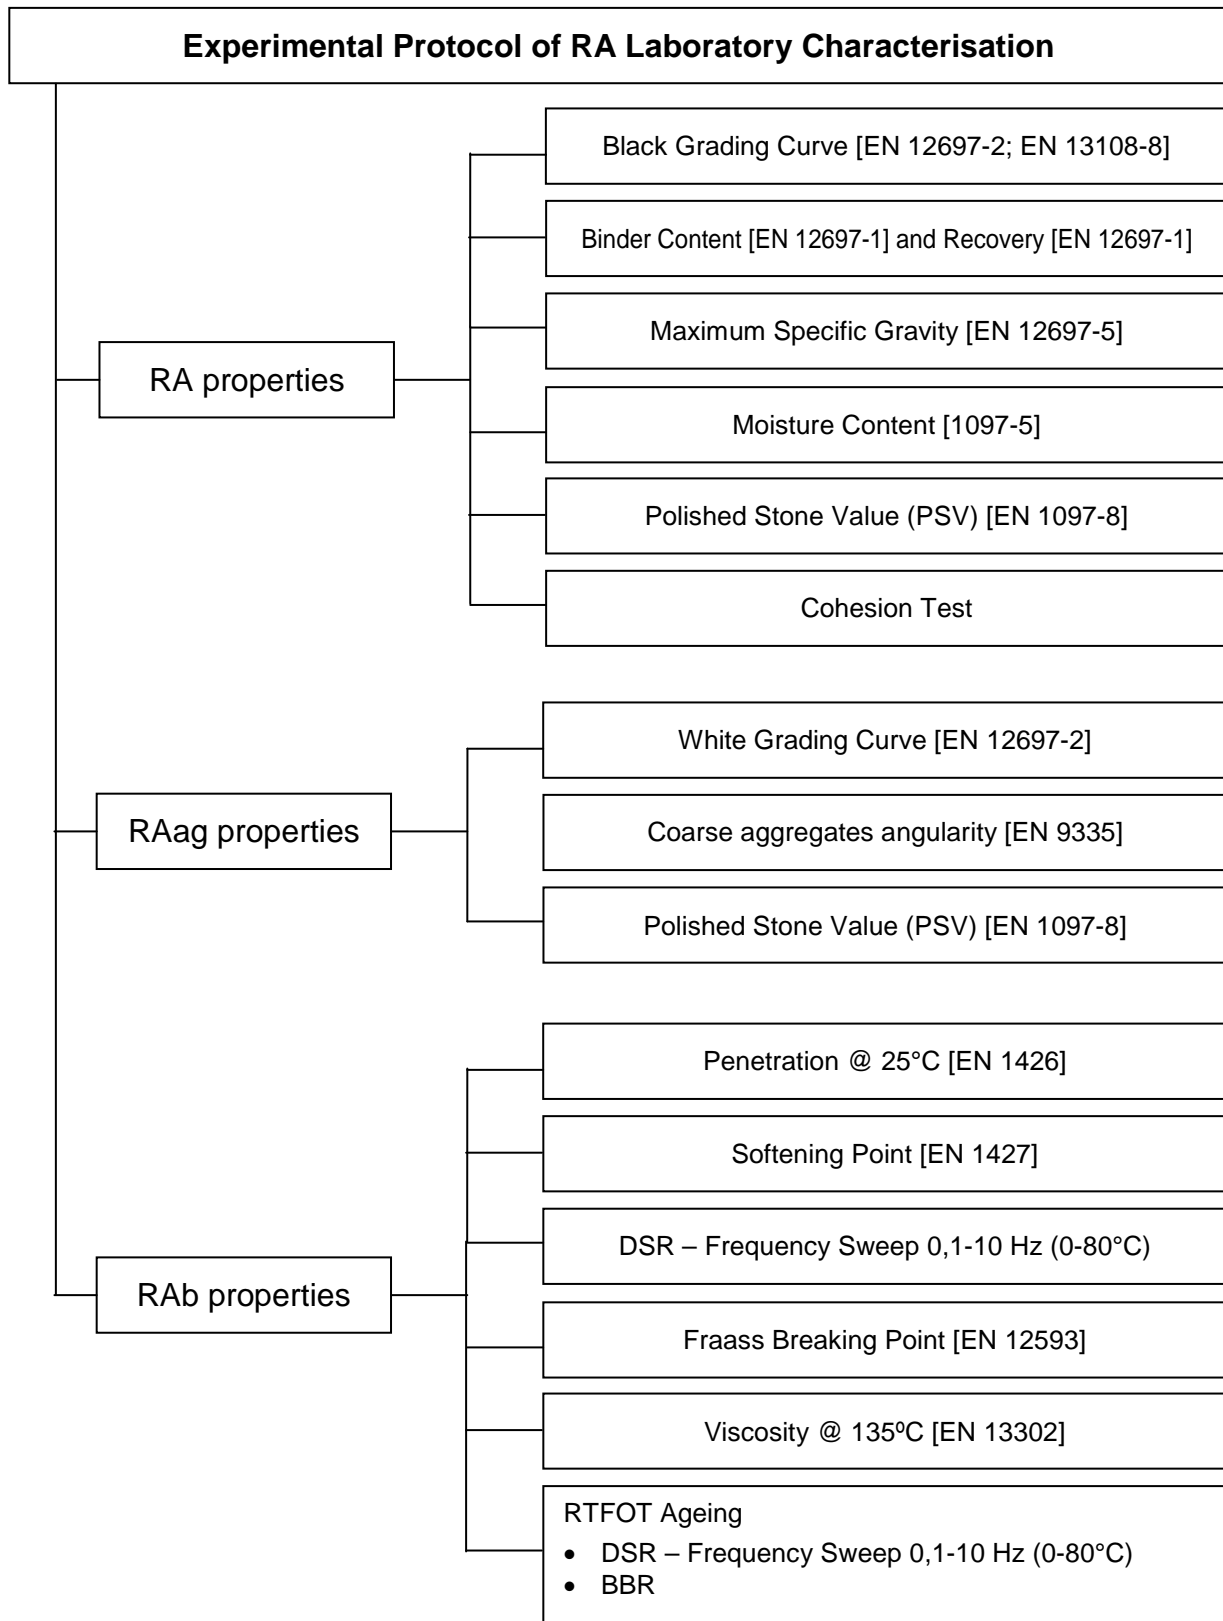 Experimental Protocol of RA Laboratory Characterisation
RA properties
Black Grading Curve [EN 12697-2; EN 13108-8]
Binder Content [EN 12697-1] and Recovery [EN 12697-1]
Maximum Specific Gravity [EN 12697-5]
Moisture Content [1097-5]
Polished Stone Value (PSV) [EN 1097-8]
Cohesion Test
RAag properties
White Grading Curve [EN 12697-2]
Coarse aggregates angularity [EN 9335]
Polished Stone Value (PSV) [EN 1097-8]
RAb properties
Penetration @ 25°C [EN 1426]
Softening Point [EN 1427]
DSR – Frequency Sweep 0,1-10 Hz (0-80°C)
Fraass Breaking Point [EN 12593]
Viscosity @ 135ºC [EN 13302]
RTFOT Ageing
• DSR – Frequency Sweep 0,1-10 Hz (0-80°C)
• BBR